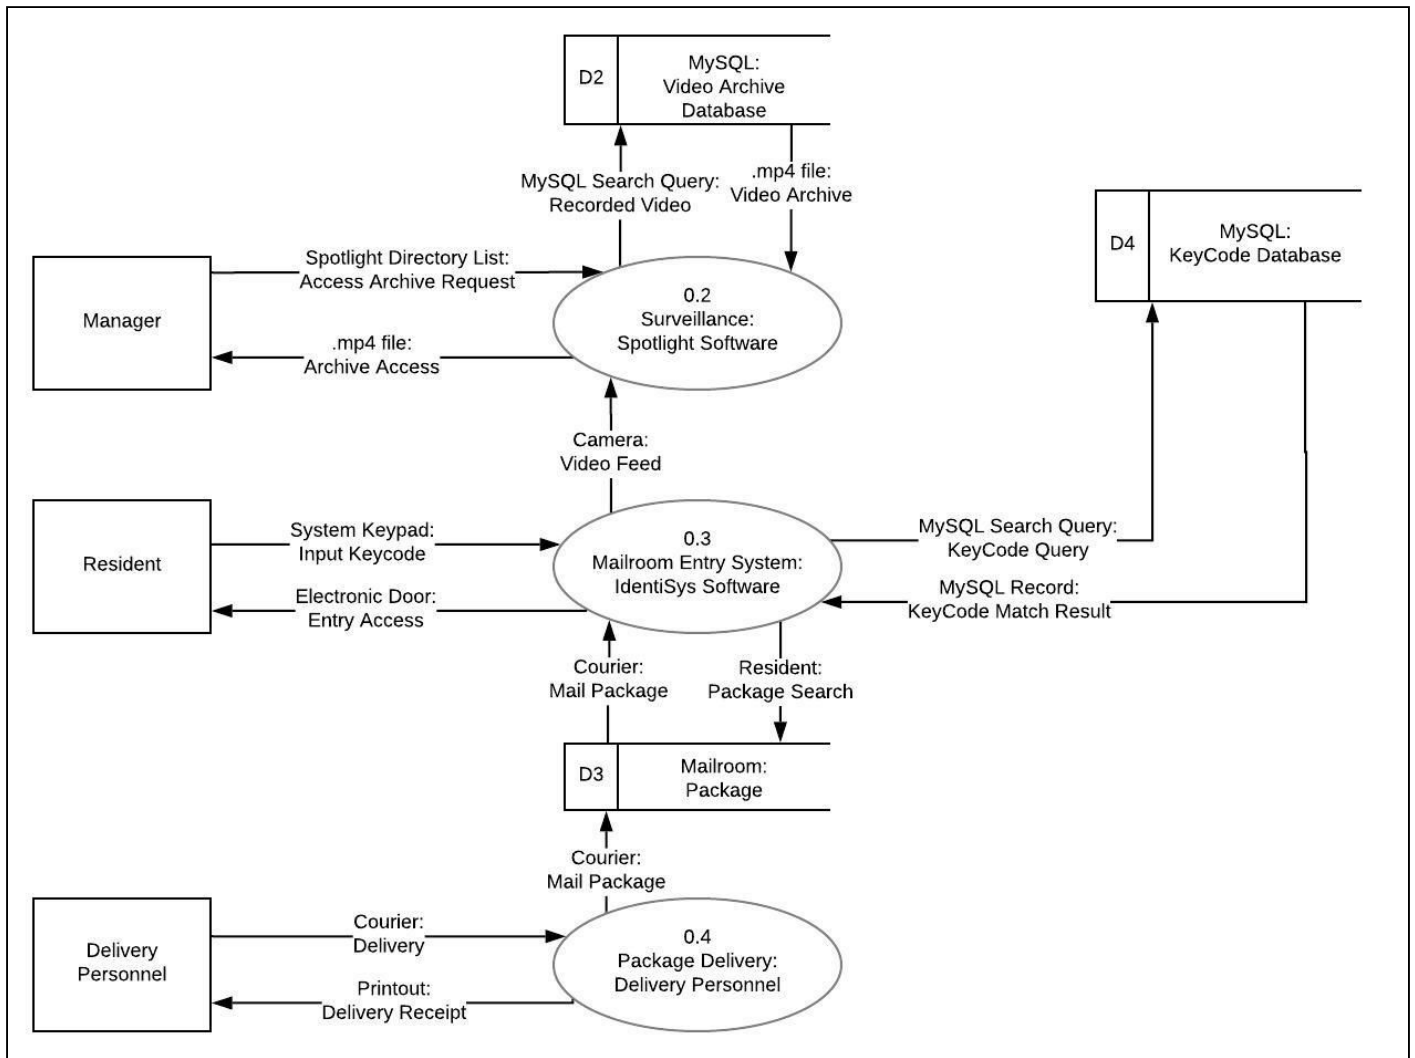 D2
MySQL:
Video Archive
Database
MySQL Search Query:
Recorded Video
.mp4 file:
Video Archive
D4
MySQL:
KeyCode Database
Manager
Spotlight Directory List:
Access Archive Request
.mp4 file:
Archive Access
0.2
Surveillance:
Spotlight Software
Camera:
Video Feed
Resident
System Keypad:
Input Keycode
Electronic Door:
Entry Access
0.3
Mailroom Entry System:
IdentiSys Software
MySQL Search Query:
KeyCode Query
MySQL Record:
KeyCode Match Result
Courier:
Mail Package
Resident:
Package Search
D3
Mailroom:
Package
Courier:
Mail Package
Delivery
Personnel
Courier:
Delivery
Printout:
Delivery Receipt
0.4
Package Delivery:
Delivery Personnel